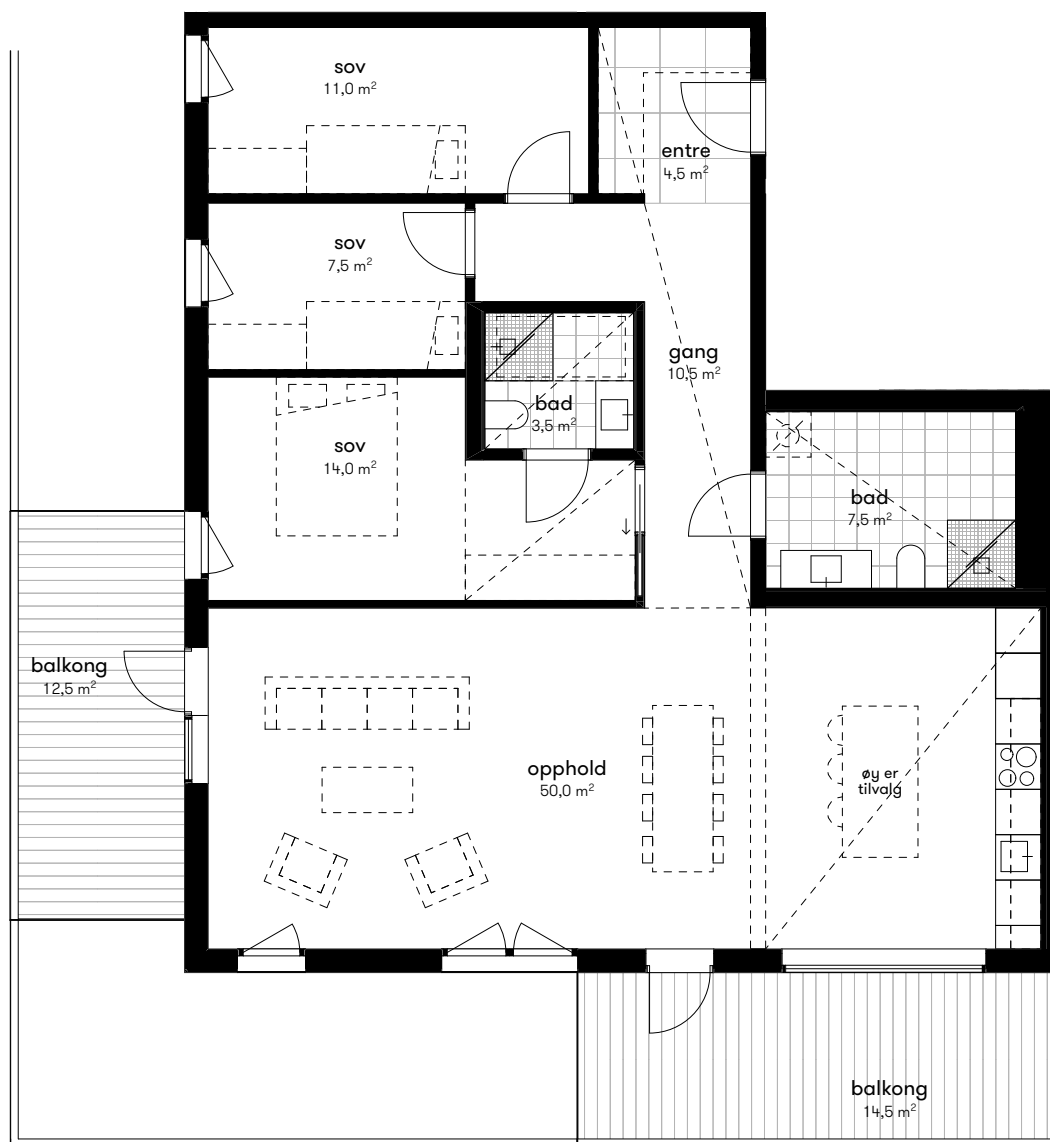 sov
11,0 m²
entre
4,5 m²
sov
7,5 m²
gang
10,5 m²
bad
3,5 m²
sov
14,0 m²
bad
7,5 m²
balkong
12,5 m²
opphold
50,0 m²
øy er
tilvalg
balkong
14,5 m²